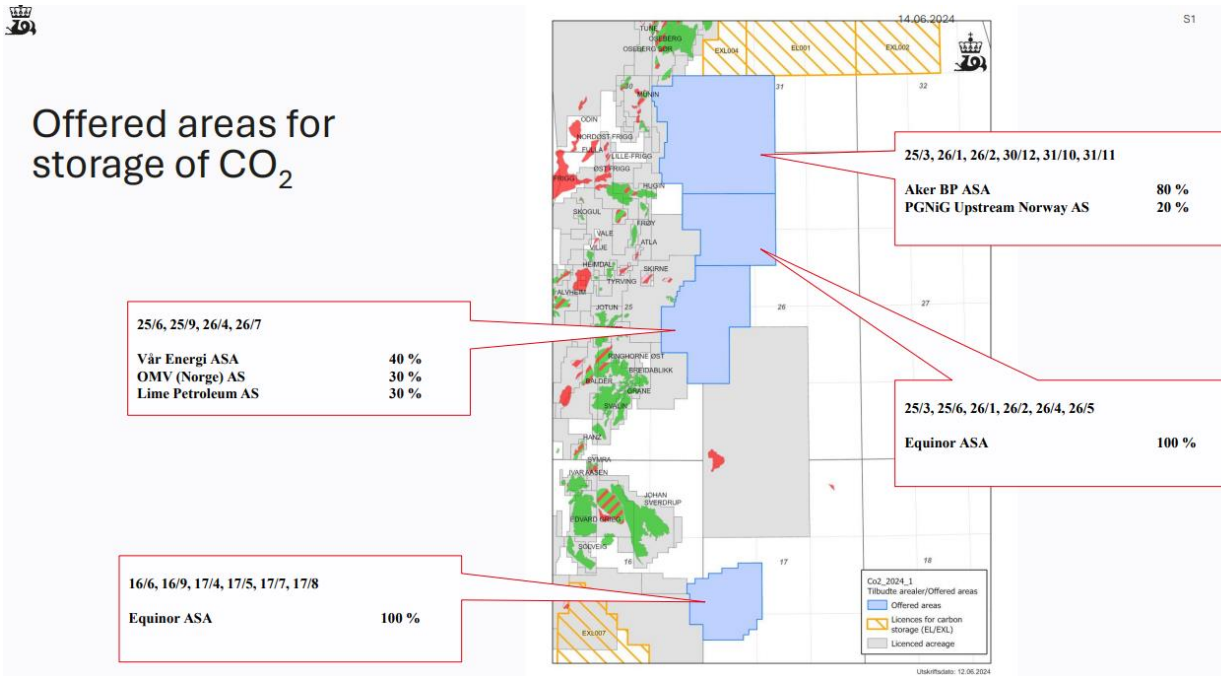 14.06.2024
S1
Offered areas for
storage of CO2
TUNE
OSEBERG
OSEBERG SØR
EXL004
EL001
EXL002
30
31
32
MUNIN
ODIN
NORDØST FRIGG
FULLA
LILLE-FRIGG
ØST FRIGG
FRIGG
HUGIN
SKOGUL
FRØY
VALE
ATLA
VILJE
HEIMDAL
SKIRNE
TYRVING
ALVHEIM
JOTUN
25
26
27
RINGHORNE ØST
BREIDABLIKK
BALDER
GRANE
SVALIN
HANZ
SYMRA
IVAR AASEN
JOHAN
SVERDRUP
EDVARD GRIEG
SOLVEIG
16
17
18
EXL007
25/3, 26/1, 26/2, 30/12, 31/10, 31/11
Aker BP ASA 80 %
PGNiG Upstream Norway AS 20 %
25/6, 25/9, 26/4, 26/7
Vår Energi ASA 40 %
OMV (Norge) AS 30 %
Lime Petroleum AS 30 %
25/3, 25/6, 26/1, 26/2, 26/4, 26/5
Equinor ASA 100 %
16/6, 16/9, 17/4, 17/5, 17/7, 17/8
Equinor ASA 100 %
Co2_2024_1
Tilbudte arealer/Offered areas
Offered areas
Licences for carbon
storage (EL/EXL)
Licenced acreage
Utskriftsdato: 12.06.2024